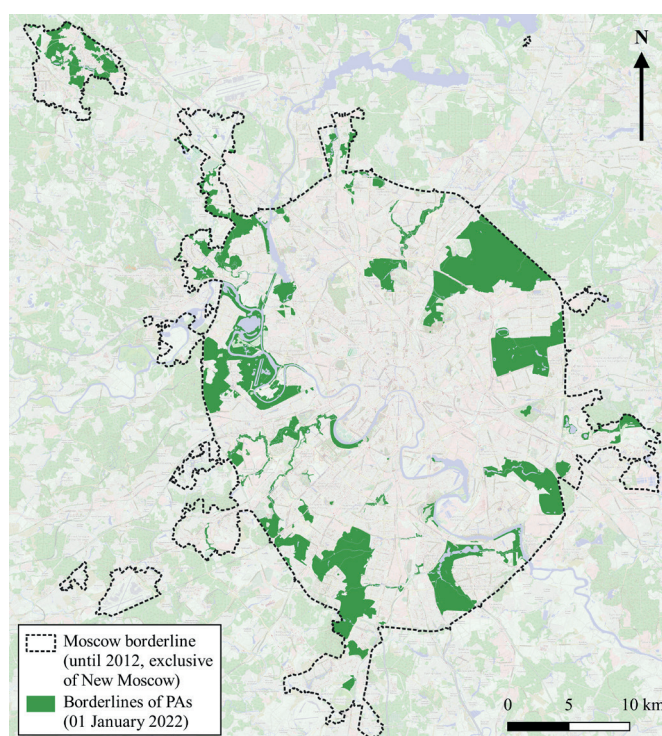 N
Moscow borderline
(until 2012, exclusive
of New Moscow)
Borderlines of PAs
(01 January 2022)
0 5 10 km